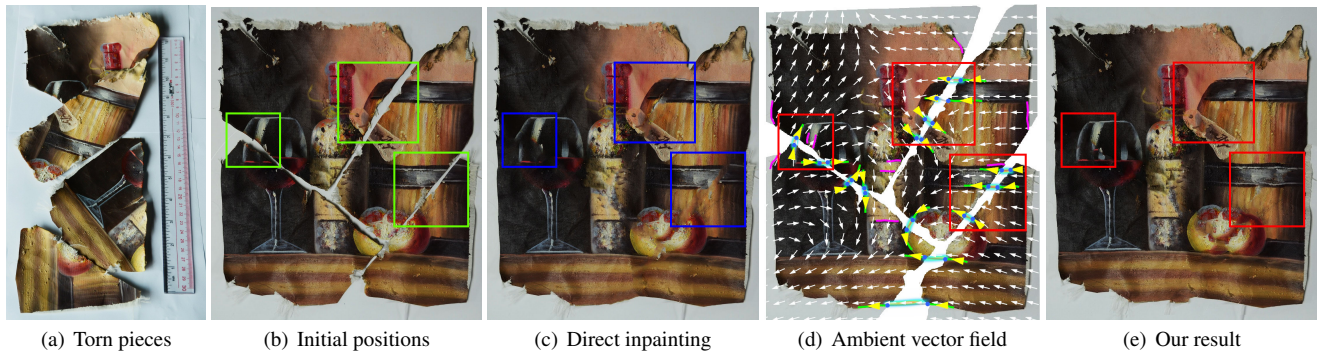 (a) Torn pieces
(b) Initial positions
(c) Direct inpainting
(d) Ambient vector field
(e) Our result